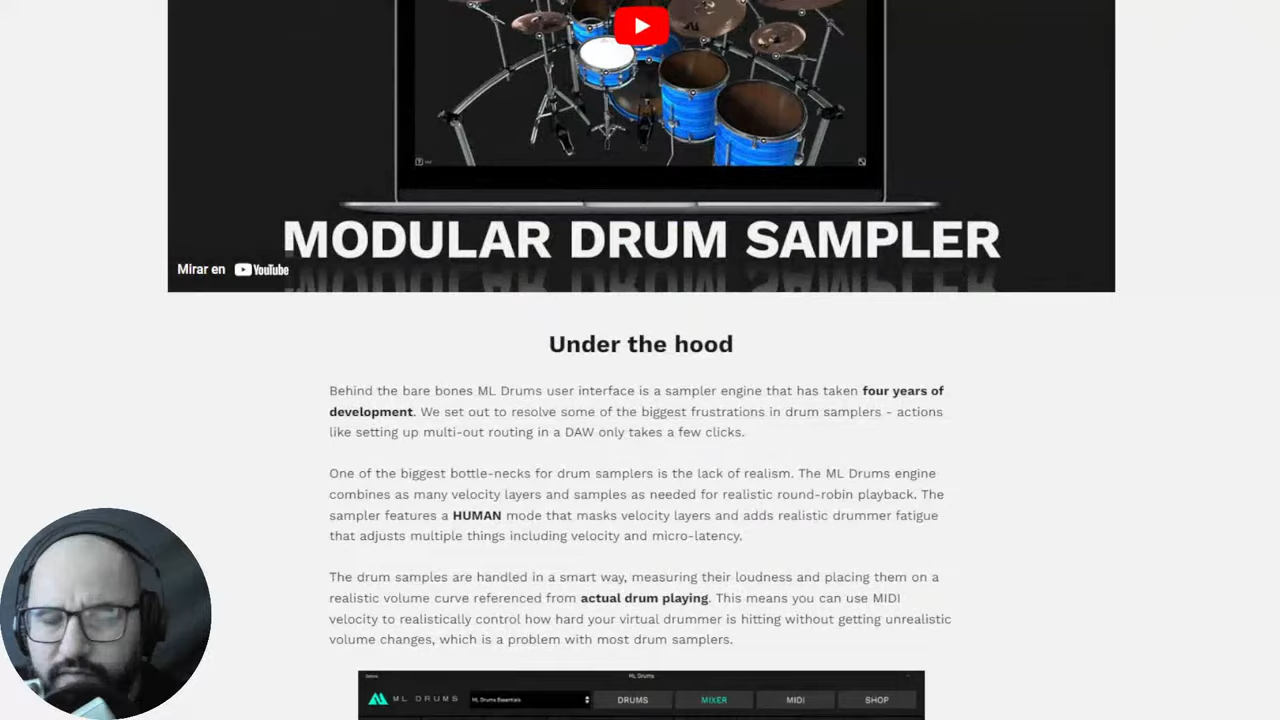 MODULAR DRUM SAMPLER
Mirar en YouTube
Under the hood
Behind the bare bones ML Drums user interface is a sampler engine that has taken four years of
development. We set out to resolve some of the biggest frustrations in drum samplers - actions
like setting up multi-out routing in a DAW only takes a few clicks.
One of the biggest bottle-necks for drum samplers is the lack of realism. The ML Drums engine
combines as many velocity layers and samples as needed for realistic round-robin playback. The
sampler features a HUMAN mode that masks velocity layers and adds realistic drummer fatigue
that adjusts multiple things including velocity and micro-latency.
The drum samples are handled in a smart way, measuring their loudness and placing them on a
realistic volume curve referenced from actual drum playing. This means you can use MIDI
velocity to realistically control how hard your virtual drummer is hitting without getting unrealistic
volume changes, which is a problem with most drum samplers.
ML Drums
ML DRUMS ML Drums Essentials DRUMS MIXER MIDI SHOP